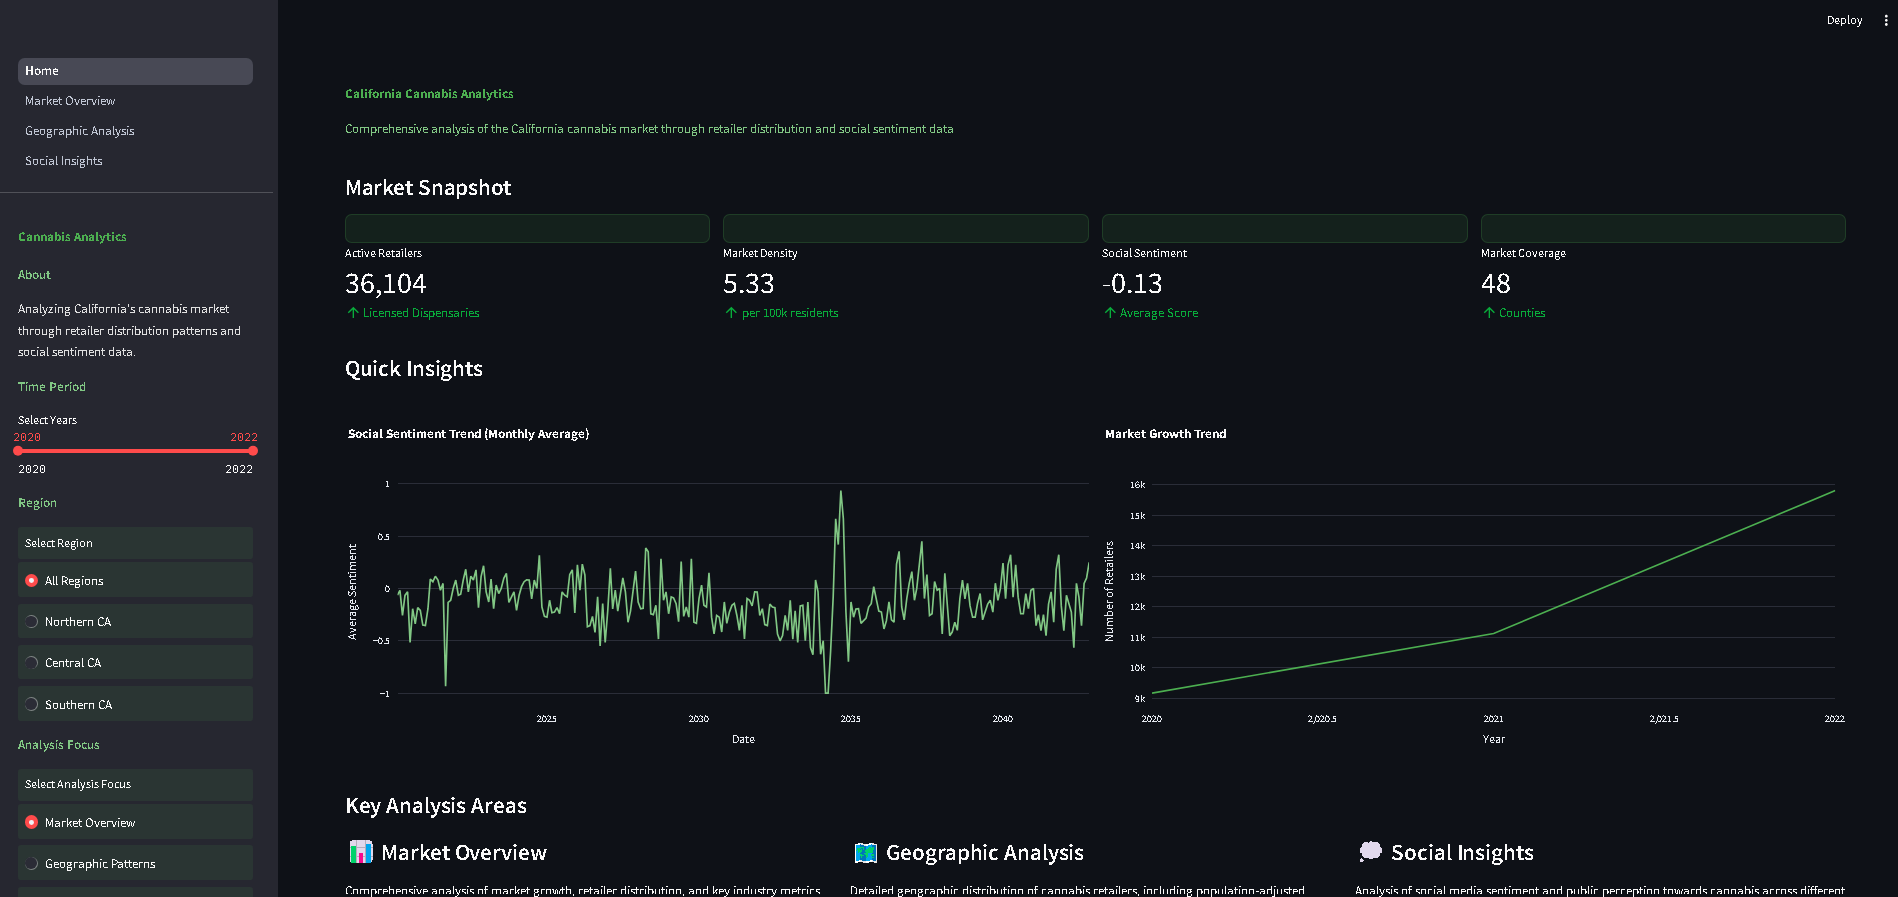 Deploy
Home
Market Overview
Geographic Analysis
Social Insights
Cannabis Analytics
About
Analyzing California's cannabis market
through retailer distribution patterns and
social sentiment data.
Time Period
Select Years
2020 2022
2020 2022
Region
Select Region
All Regions
Northern CA
Central CA
Southern CA
Analysis Focus
Select Analysis Focus
Market Overview
Geographic Patterns
California Cannabis Analytics
Comprehensive analysis of the California cannabis market through retailer distribution and social sentiment data
Market Snapshot
Active Retailers
36,104
Licensed Dispensaries
Market Density
5.33
per 100k residents
Social Sentiment
-0.13
Average Score
Market Coverage
48
Counties
Quick Insights
Social Sentiment Trend (Monthly Average)
Average Sentiment
1
0.5
0
−0.5
−1
2025 2030 2035 2040
Date
Market Growth Trend
Number of Retailers
16k
15k
14k
13k
12k
11k
10k
9k
2020 2,020.5 2021 2,021.5 2022
Year
Key Analysis Areas
Market Overview
Comprehensive analysis of market growth, retailer distribution, and key industry metrics
Geographic Analysis
Detailed geographic distribution of cannabis retailers, including population-adjusted
Social Insights
Analysis of social media sentiment and public perception towards cannabis across different